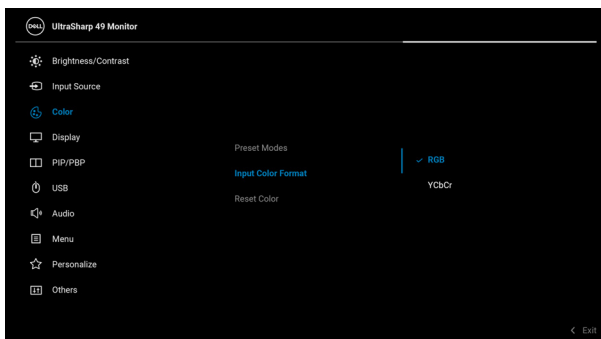 DELL
UltraSharp 49 Monitor
Brightness/Contrast
Input Source
Color
Display
PIP/PBP
USB
Audio
Menu
Personalize
Others
Preset Modes
Input Color Format
Reset Color
RGB
YCbCr
Exit